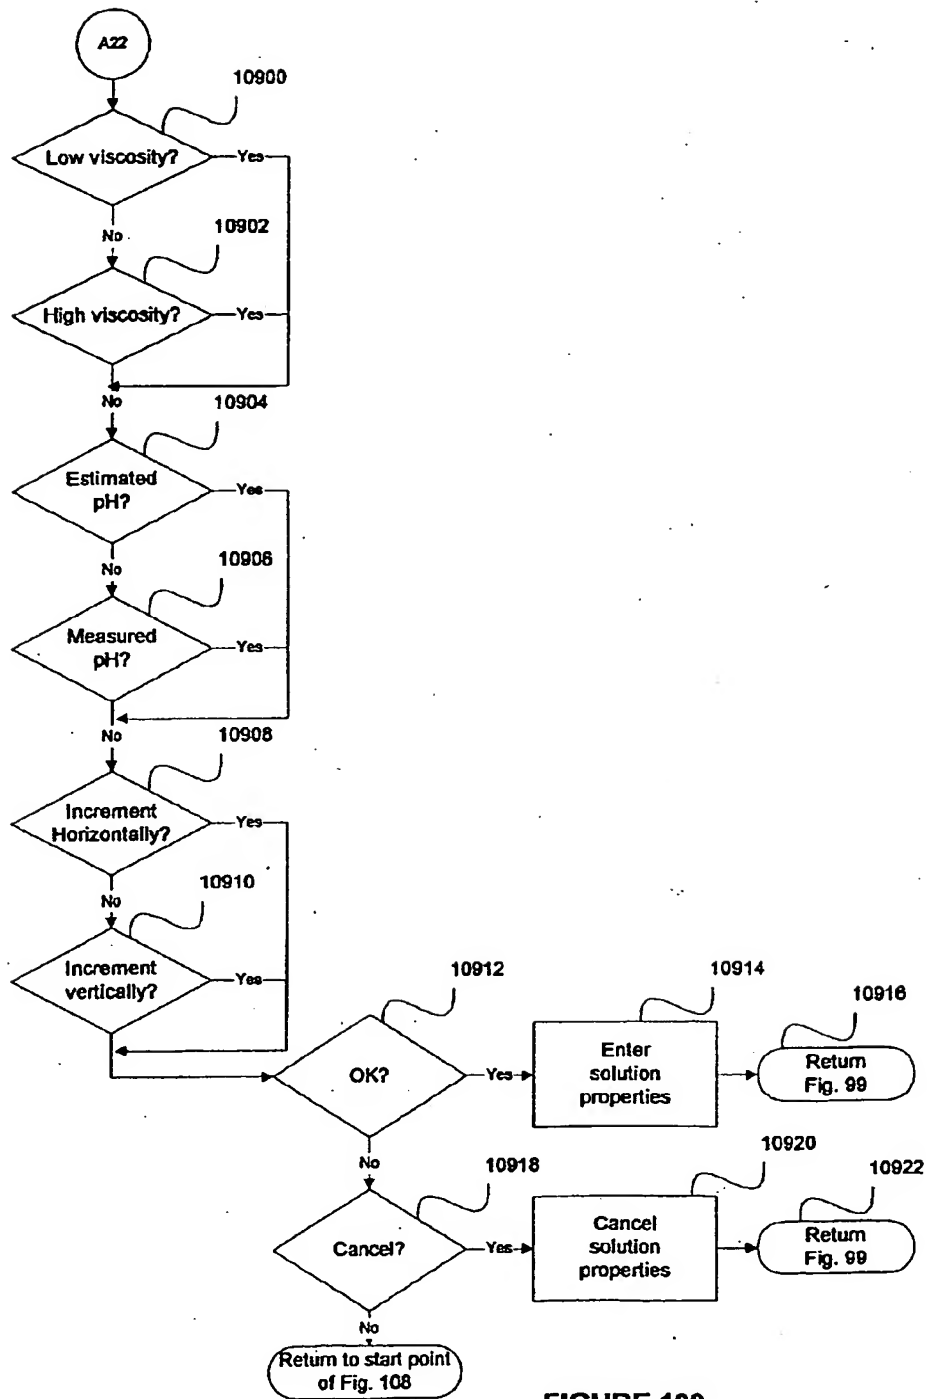 A22
10900
Low viscosity?
Yes
No
10902
High viscosity?
Yes
No
10904
Estimated
pH?
Yes
No
10906
Measured
pH?
Yes
No
10908
Increment
Horizontally?
Yes
No
10910
Increment
vertically?
Yes
10912
OK?
Yes
10914
Enter
solution
properties
10916
Return
Fig. 99
No
10918
Cancel?
Yes
10920
Cancel
solution
properties
10922
Return
Fig. 99
No
Return to start point
of Fig. 108
FIGURE 109